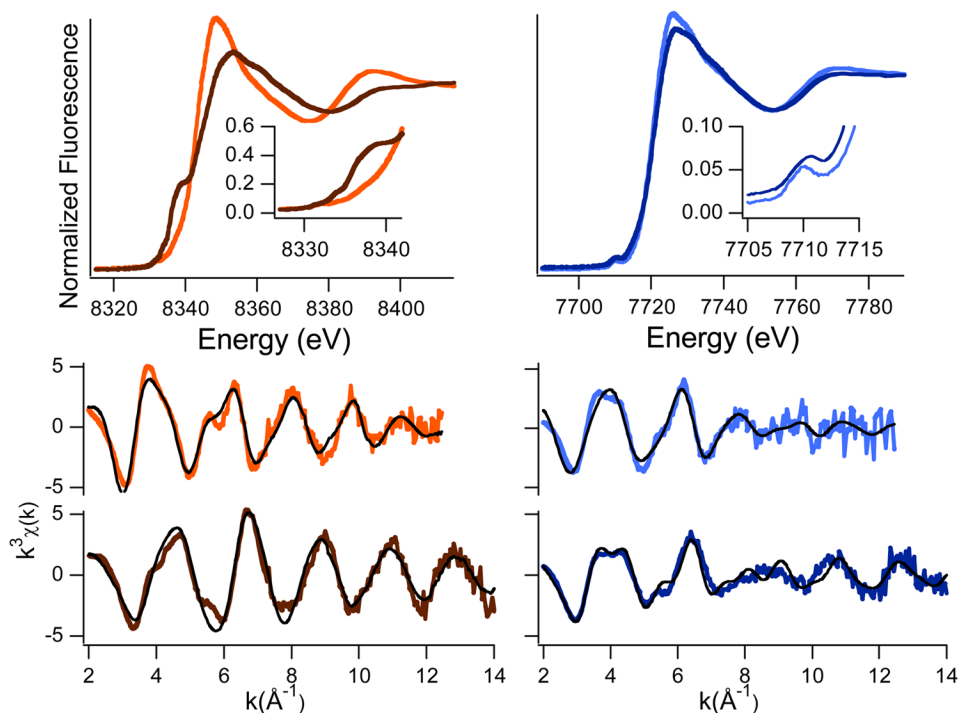 Normalized Fluorescence
0.6
0.4
0.2
0.0
8330 8340
8320 8340 8360 8380 8400
Energy (eV)
0.10
0.05
0.00
7705 7710 7715
7700 7720 7740 7760 7780
Energy (eV)
k³χ(k)
5
0
-5
5
0
-5
2 4 6 8 10 12 14
k(Å⁻¹)
2 4 6 8 10 12 14
k(Å⁻¹)